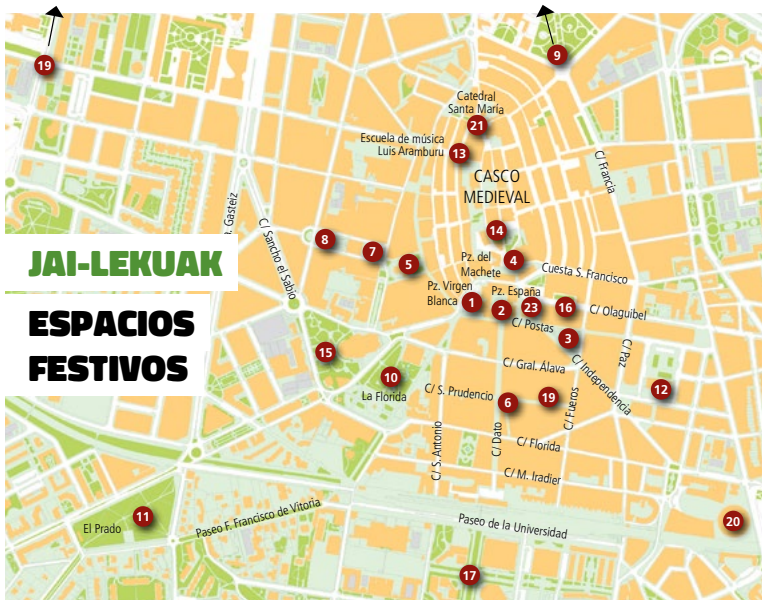 19
9
Catedral
Santa María
21
Escuela de música
Luis Aramburu
13
CASCO
MEDIEVAL
C/ Francia
Gasteiz
C/ Sancho el Sabio
14
8
7
5
4
Pz. del
Machete
Cuesta S. Francisco
JAI-LEKUAK
ESPACIOS
FESTIVOS
Pz. Virgen
Blanca
1
Pz. España
2
23
16
C/ Olaguibel
C/ Postas
3
C/ Paz
15
C/ Gral. Álava
C/ Independencia
10
La Florida
C/ S. Prudencio
6
19
C/ Fueros
12
C/ S. Antonio
C/ Dato
C/ Florida
C/ M. Iradier
11
El Prado
Paseo F. Francisco de Vitoria
Paseo de la Universidad
20
17